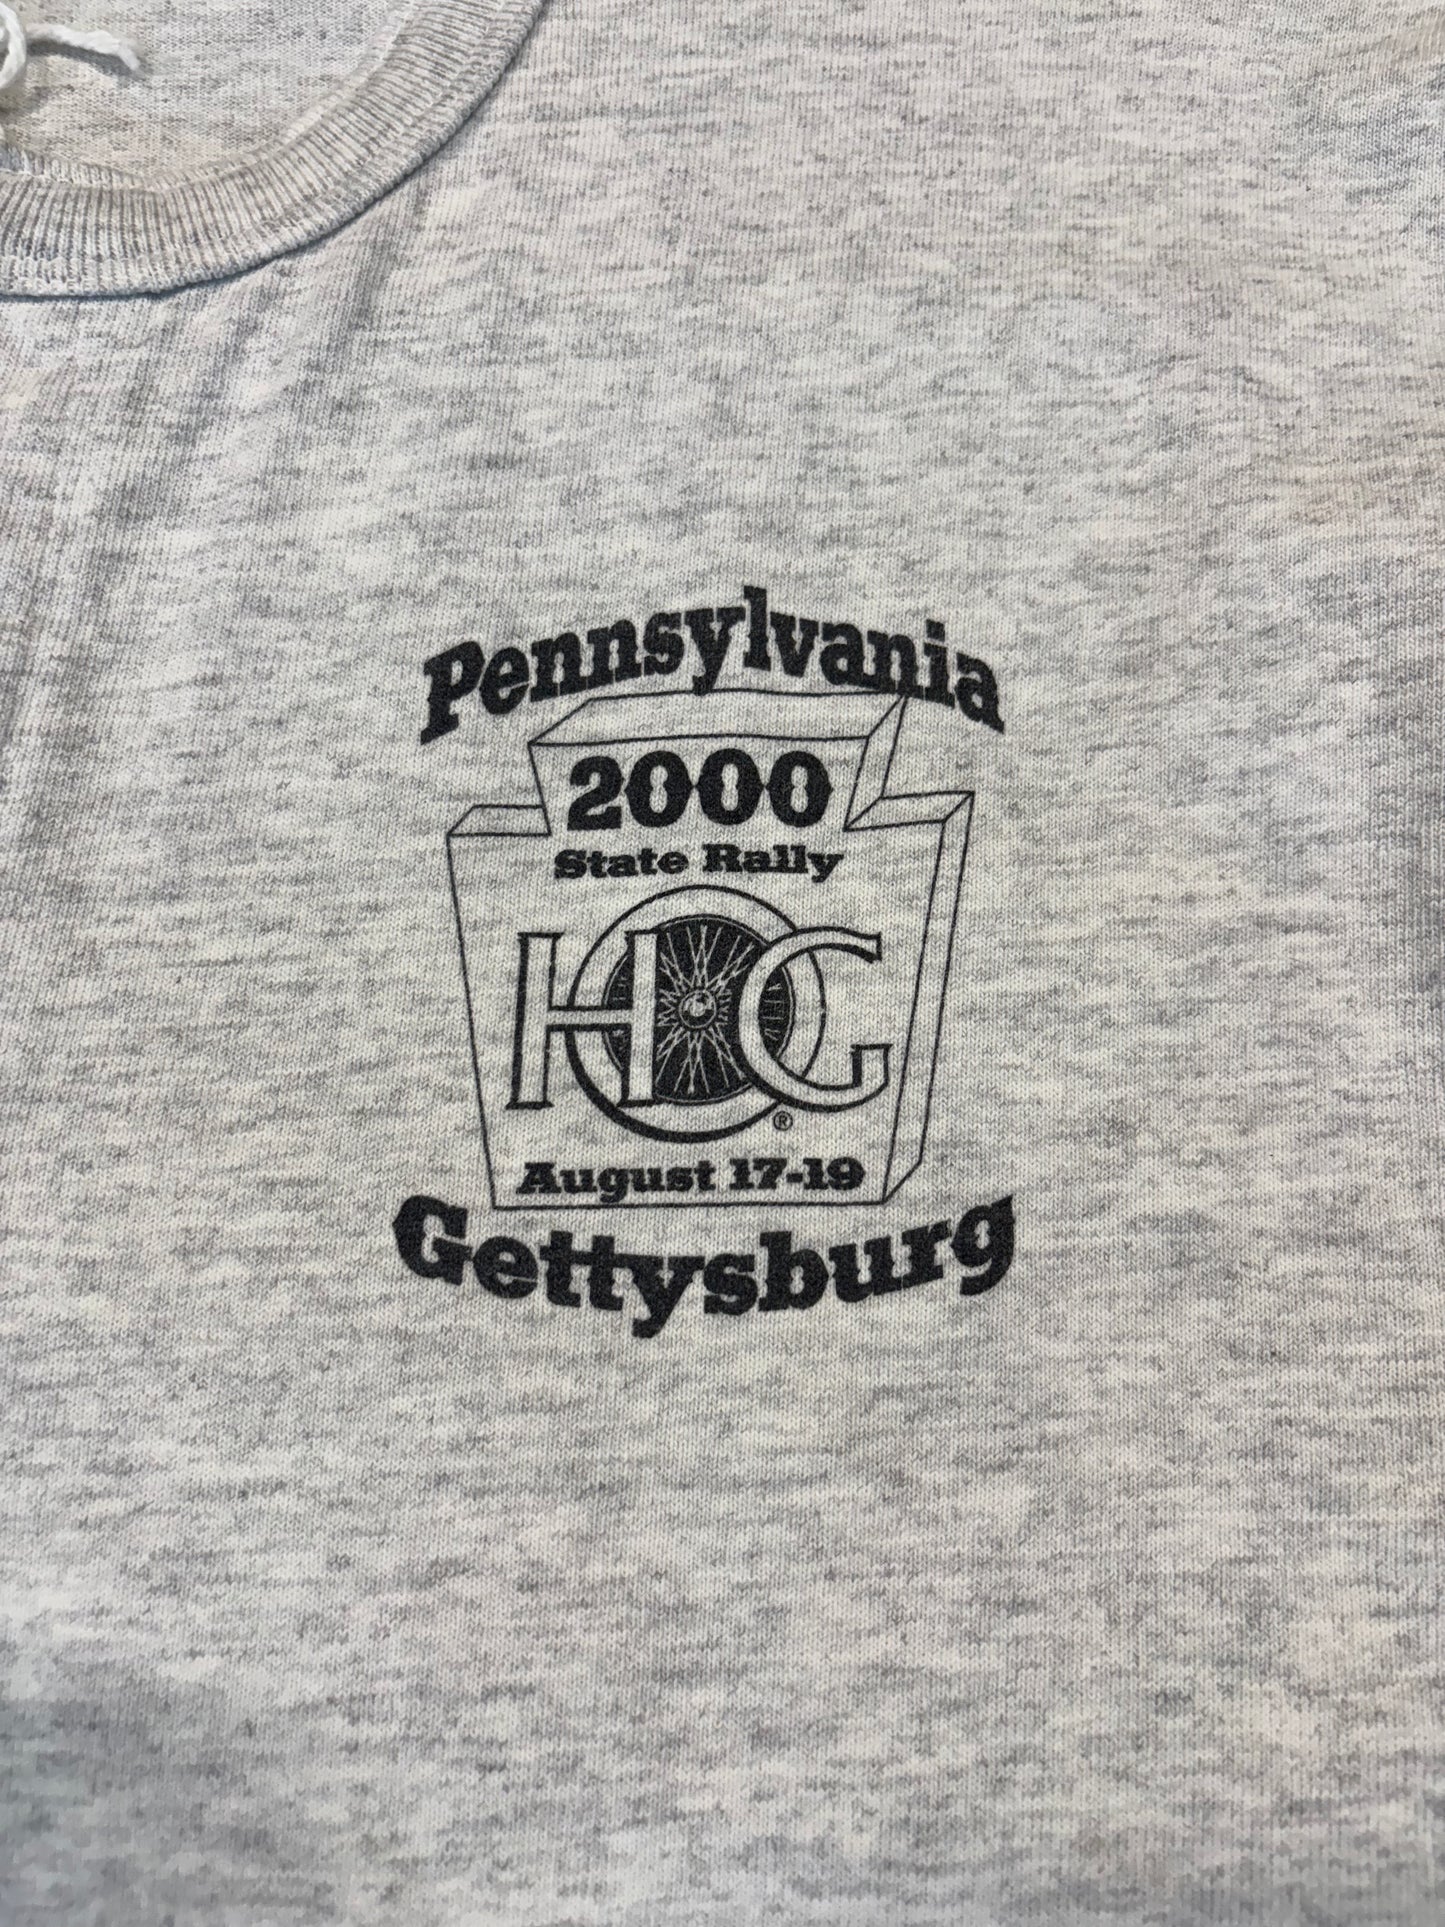 Pennsylvania
2000
State Rally
HOG
®
August 17-19
Gettysburg